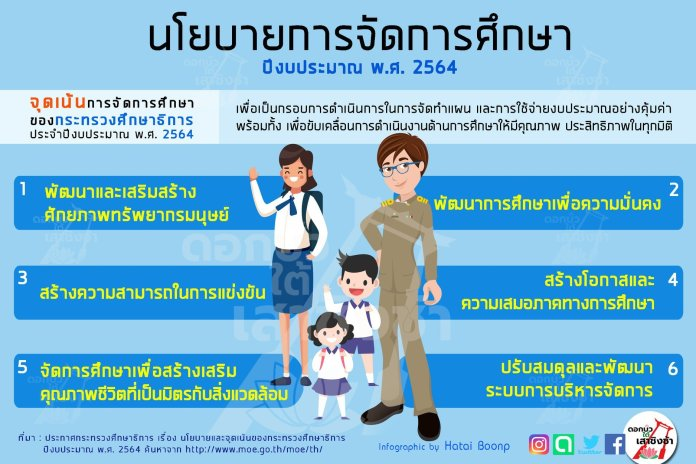 นโยบายการจัดการศึกษา
ปีงบประมาณ พ.ศ. 2564
จุดเน้นการจัดการศึกษา
ของกระทรวงศึกษาธิการ
ประจำปีงบประมาณ พ.ศ. 2564
เพื่อเป็นกรอบการดำเนินการในการจัดทำแผน และการใช้จ่ายงบประมาณอย่างคุ้มค่า
พร้อมทั้ง เพื่อขับเคลื่อนการดำเนินงานด้านการศึกษาให้มีคุณภาพ ประสิทธิภาพในทุกมิติ
1 พัฒนาและเสริมสร้าง
ศักยภาพทรัพยากรมนุษย์
2
พัฒนาการศึกษาเพื่อความมั่นคง
3
สร้างความสามารถในการแข่งขัน
สร้างโอกาสและ 4
ความเสมอภาคทางการศึกษา
5 จัดการศึกษาเพื่อสร้างเสริม
คุณภาพชีวิตที่เป็นมิตรกับสิ่งแวดล้อม
ปรับสมดุลและพัฒนา 6
ระบบการบริหารจัดการ
ที่มา : ประกาศกระทรวงศึกษาธิการ เรื่อง นโยบายและจุดเน้นของกระทรวงศึกษาธิการ
ปีงบประมาณ พ.ศ. 2564 ค้นหาจาก http://www.moe.go.th/moe/th/
infographic by Hatai Boonp
twitter
ดอกบัว
ใต้
เสาชิงช้า
ดอกบัว
ใต้
เสาชิงช้า